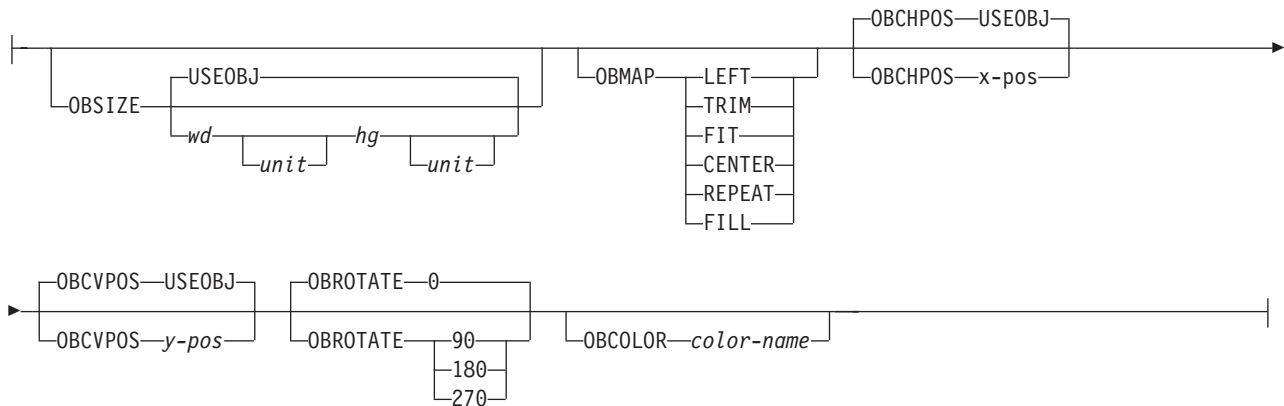 OBCHPOS USEOBJ
USEOBJ OBMAP LEFT OBCHPOS x-pos
OBSIZE TRIM
wd hg FIT
unit unit CENTER
REPEAT
FILL
OBCVPOS USEOBJ OBROTATE 0
OBCVPOS y-pos OBROTATE 90 OBCOLOR color-name
180
270